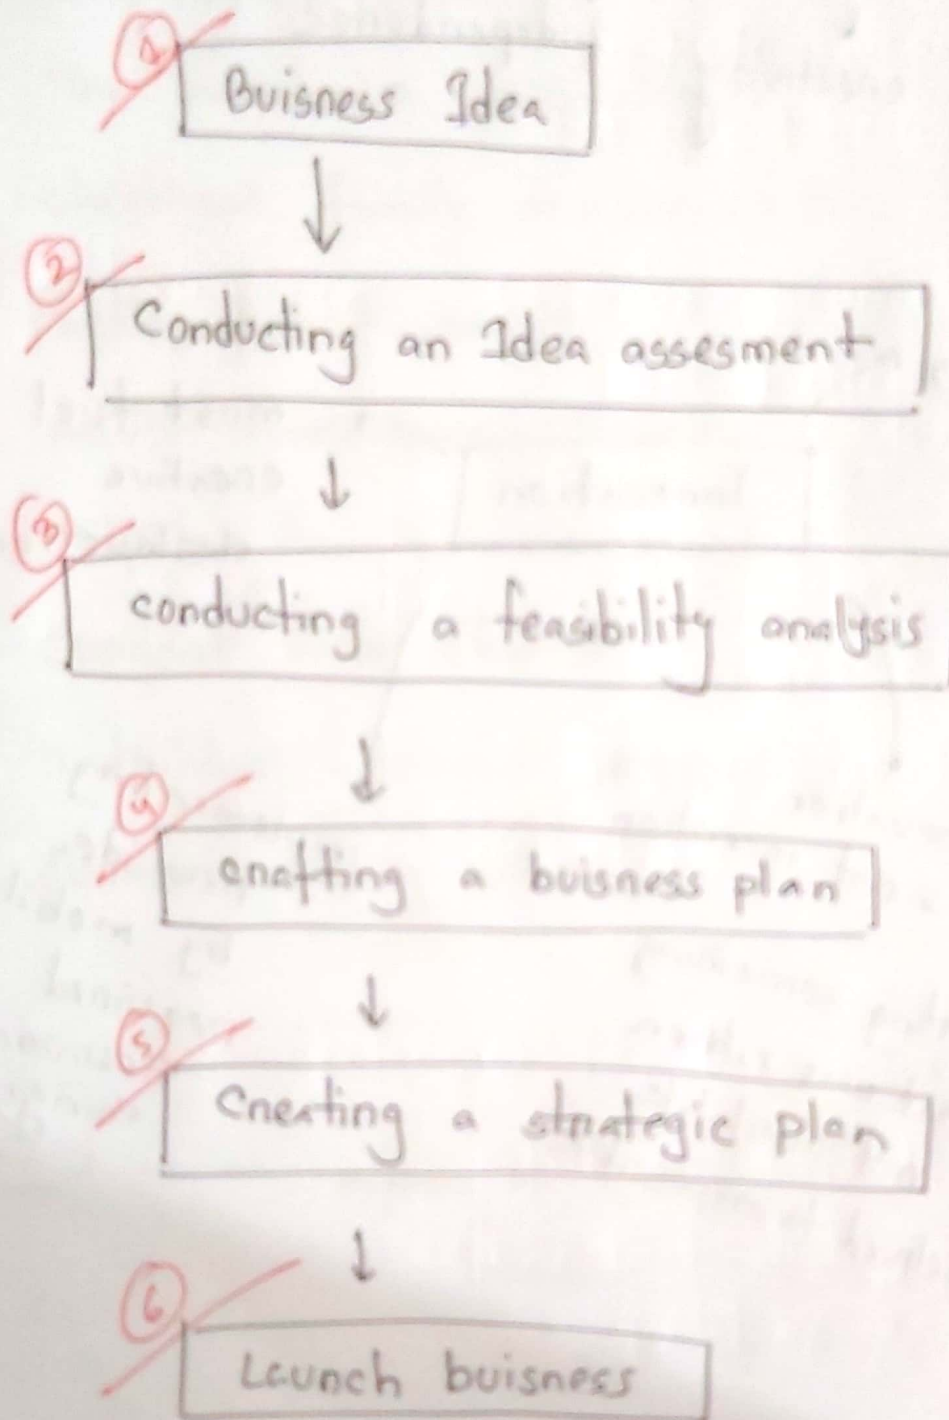 1
Buisness Idea
2
Conducting an Idea assesment
3
conducting a feasibility analysis
4
crafting a buisness plan
5
Creating a strategic plan
6
Launch buisness